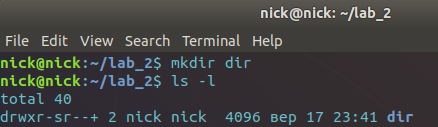 nick@nick: ~/lab_2
File Edit View Search Terminal Help
nick@nick:~/lab_2$ mkdir dir
nick@nick:~/lab_2$ ls -l
total 40
drwxr-sr--+ 2 nick nick  4096 вер 17 23:41 dir